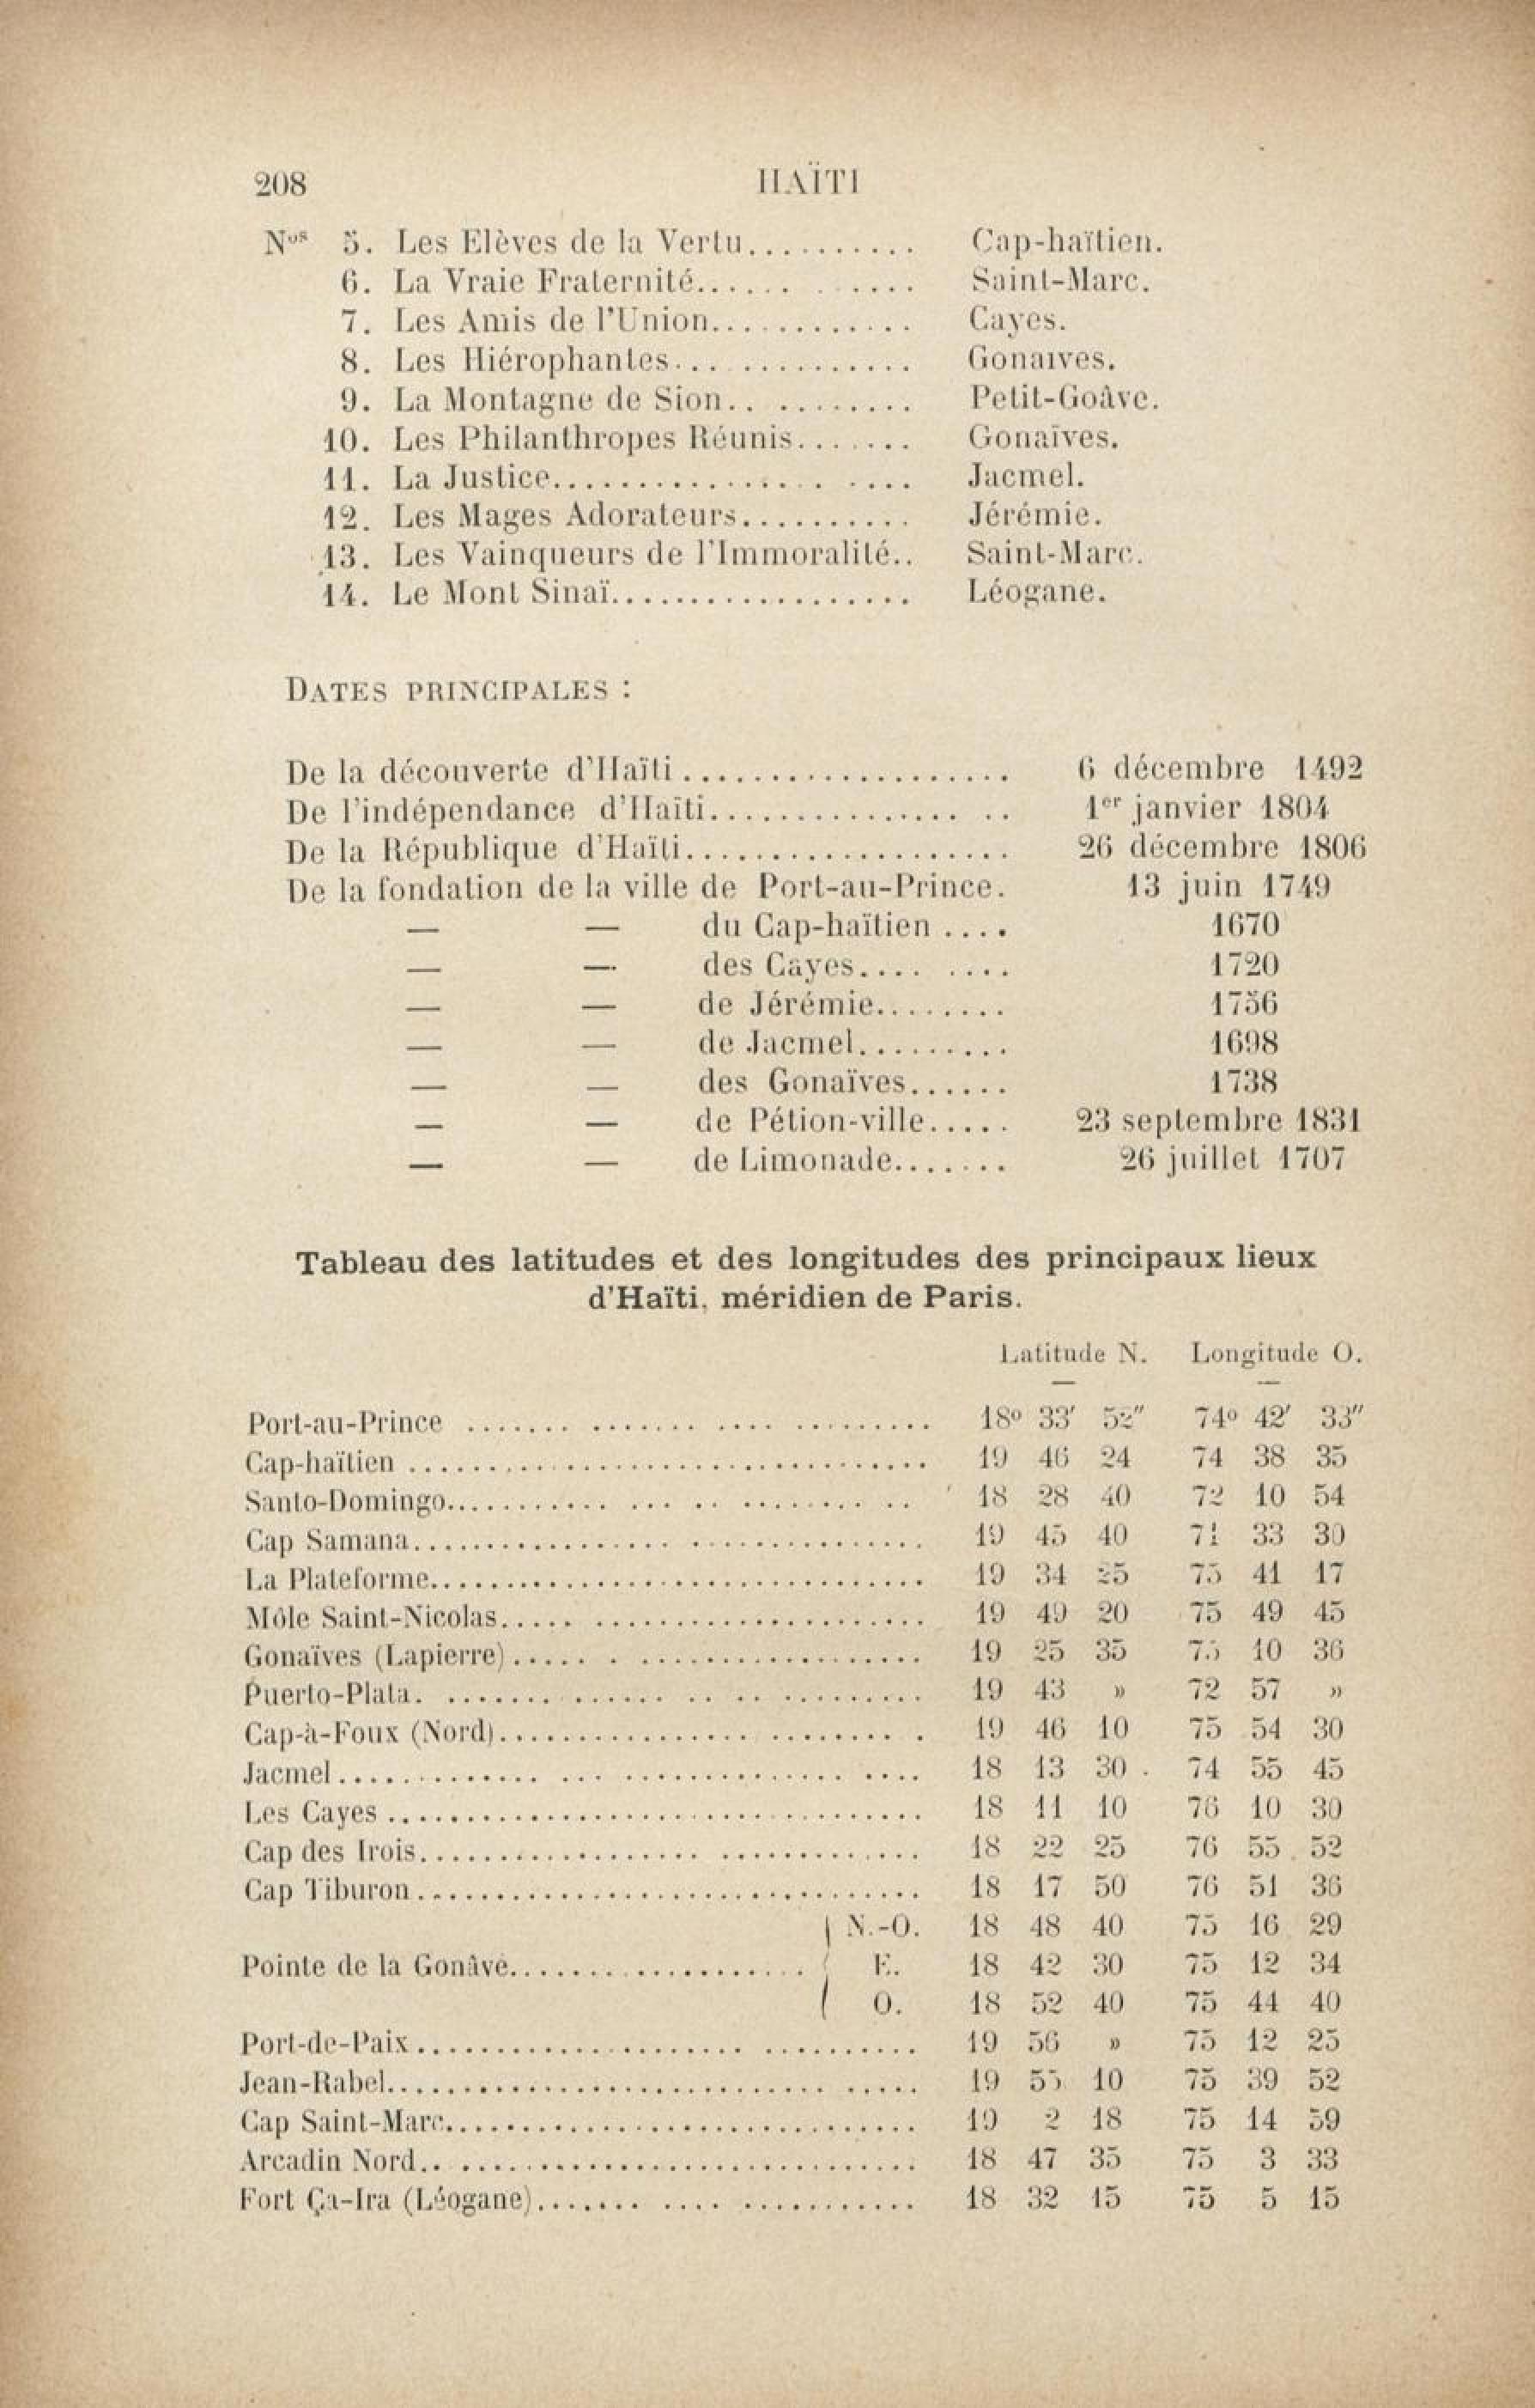 208 HAÏTI
Nos 5. Les Elèves de la Vertu........... Cap-haïtien.
6. La Vraie Fraternité...... . .... Saint-Marc.
7. Les Amis de l'Union............. Cayes.
8. Les Hiérophantes............... Gonaives.
9. La Montagne de Sion.. ......... Petit-Goâve.
10. Les Philanthropes Réunis....... Gonaïves.
11. La Justice................. .... Jacmel.
12. Les Mages Adorateurs........... Jérémie.
13. Les Vainqueurs de l'Immoralité.. Saint-Marc.
14. Le Mont Sinaï................... Léogane.
DATES PRINCIPALES :
De la découverte d'Haïti ................... 6 décembre 1492
De l'indépendance d'Haïti................ .. 1er janvier 1804
De la République d'Haïti................... 26 décembre 1806
De la fondation de la ville de Port-au-Prince. 13 juin 1749
— — du Cap-haïtien .... 1670
— — des Cayes.... .... 1720
— — de Jérémie........ 1756
— — de Jacmel......... 1698
— — des Gonaïves...... 1738
— — de Pétion-ville..... 23 septembre 1831
— — de Limonade....... 26 juillet 1707
Tableau des latitudes et des longitudes des principaux lieux
d'Haïti, méridien de Paris.
Latitude N. Longitude O.
Port-au-Prince ....... ....... .... ......... 18o 33' 52" 74o 42' 33"
Cap-haïtien ................................. 19 46 24 74 38 35
Santo-Domingo........... ... .. ......... .. 18 28 40 72 10 54
Cap Samana................ ............... 19 45 40 71 33 30
La Plateforme............................... 19 34 25 75 41 17
Môle Saint-Nicolas..... ..................... 19 49 20 75 49 45
Gonaïves (Lapierre)..... . .................. 19 25 35 75 10 36
Puerto-Plata. ....... ...... .. .. .......... 19 43 » 72 57 »
Cap-à-Foux (Nord)................ ......... . 19 46 10 75 54 30
Jacmel............. ... .............. .... 18 13 30 74 55 45
Les Cayes .................................. 18 11 10 76 10 30
Cap des Irois.................. ............. 18 22 25 76 55 52
Cap Tiburon................................ 18 17 50 76 51 36
N.-O. 18 48 40 75 16 29
Pointe de la Gonâve................... E. 18 42 30 75 12 34
O. 18 52 40 75 44 40
Port-de-Paix..................... .......... 19 56 » 75 12 25
Jean-Rabel............................ ..... 19 55 10 75 39 52
Cap Saint-Marc.............................. 19 2 18 75 14 59
Arcadin Nord.. ............................. 18 47 35 75 3 33
Fort Ça-Ira (Léogane)....... .... ........... 18 32 15 75 5 15